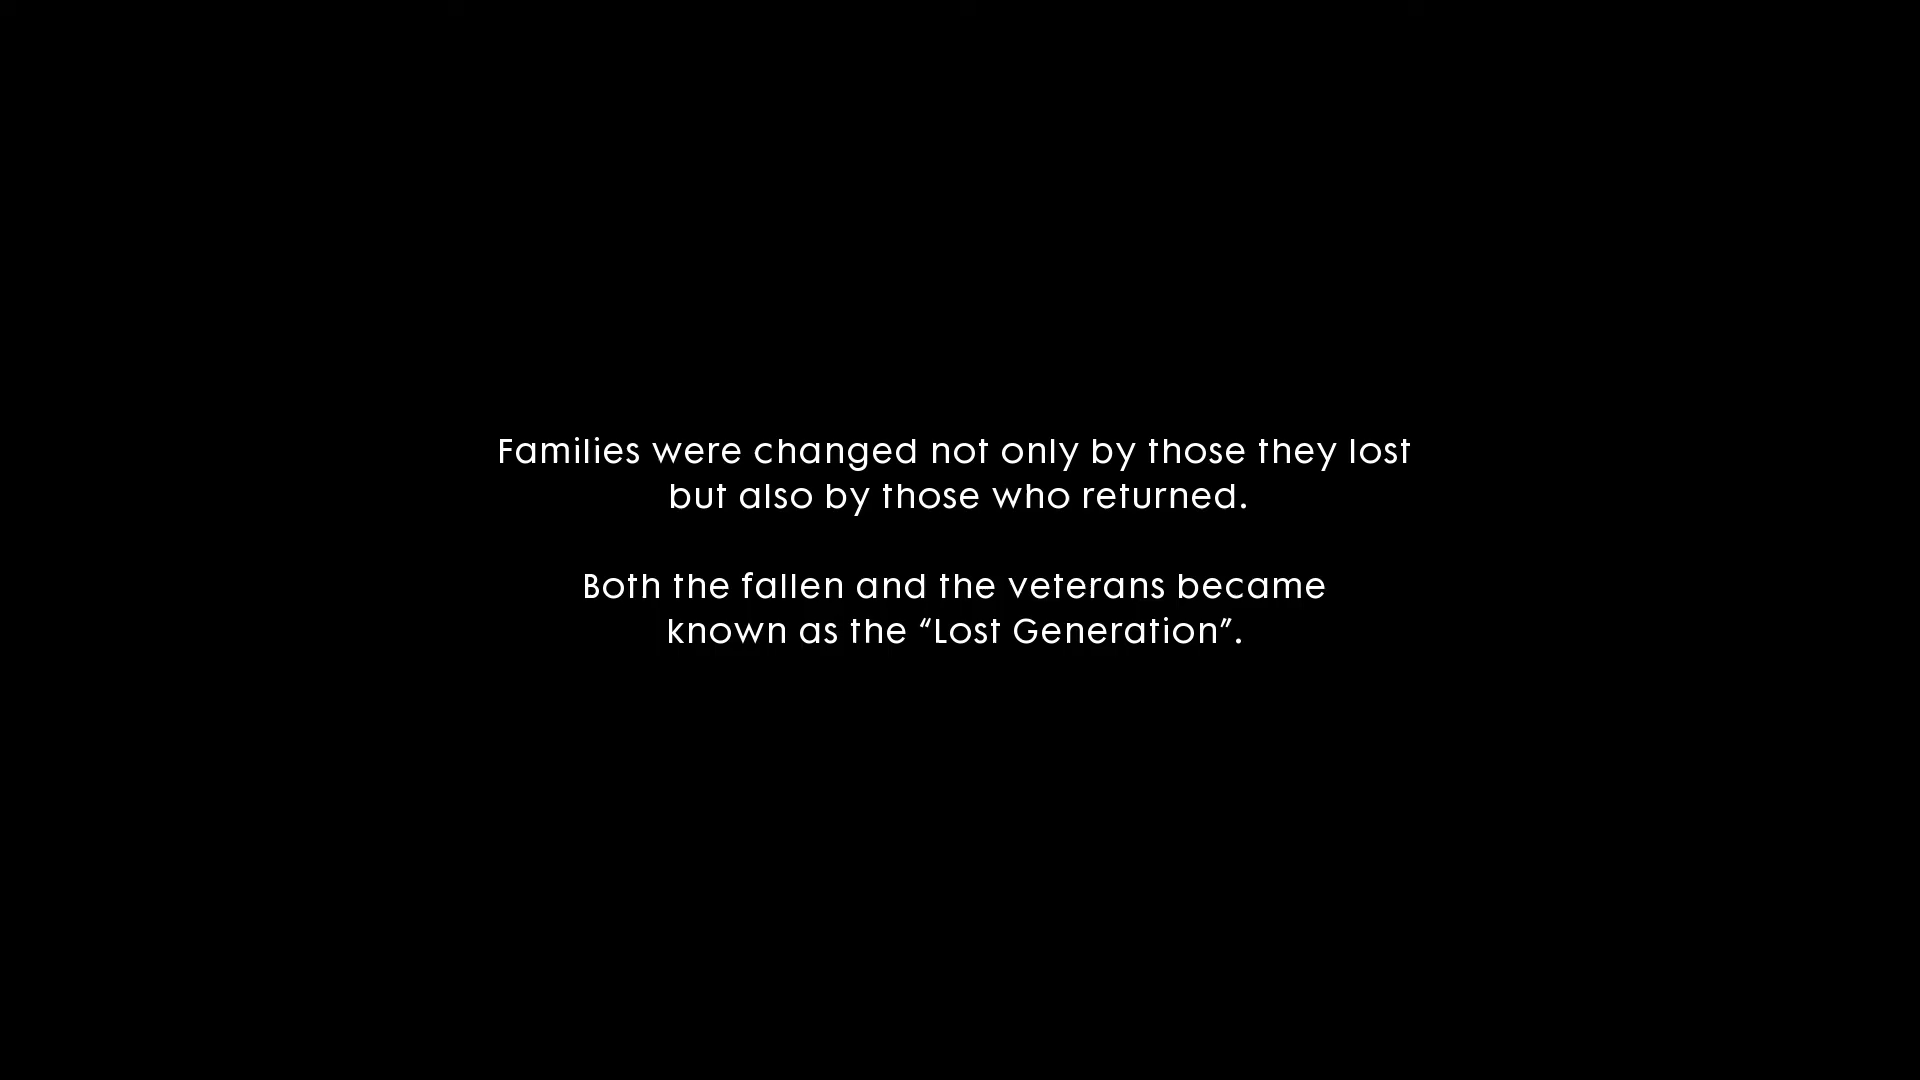 Families were changed not only by those they lost
but also by those who returned.
Both the fallen and the veterans became
known as the “Lost Generation”.